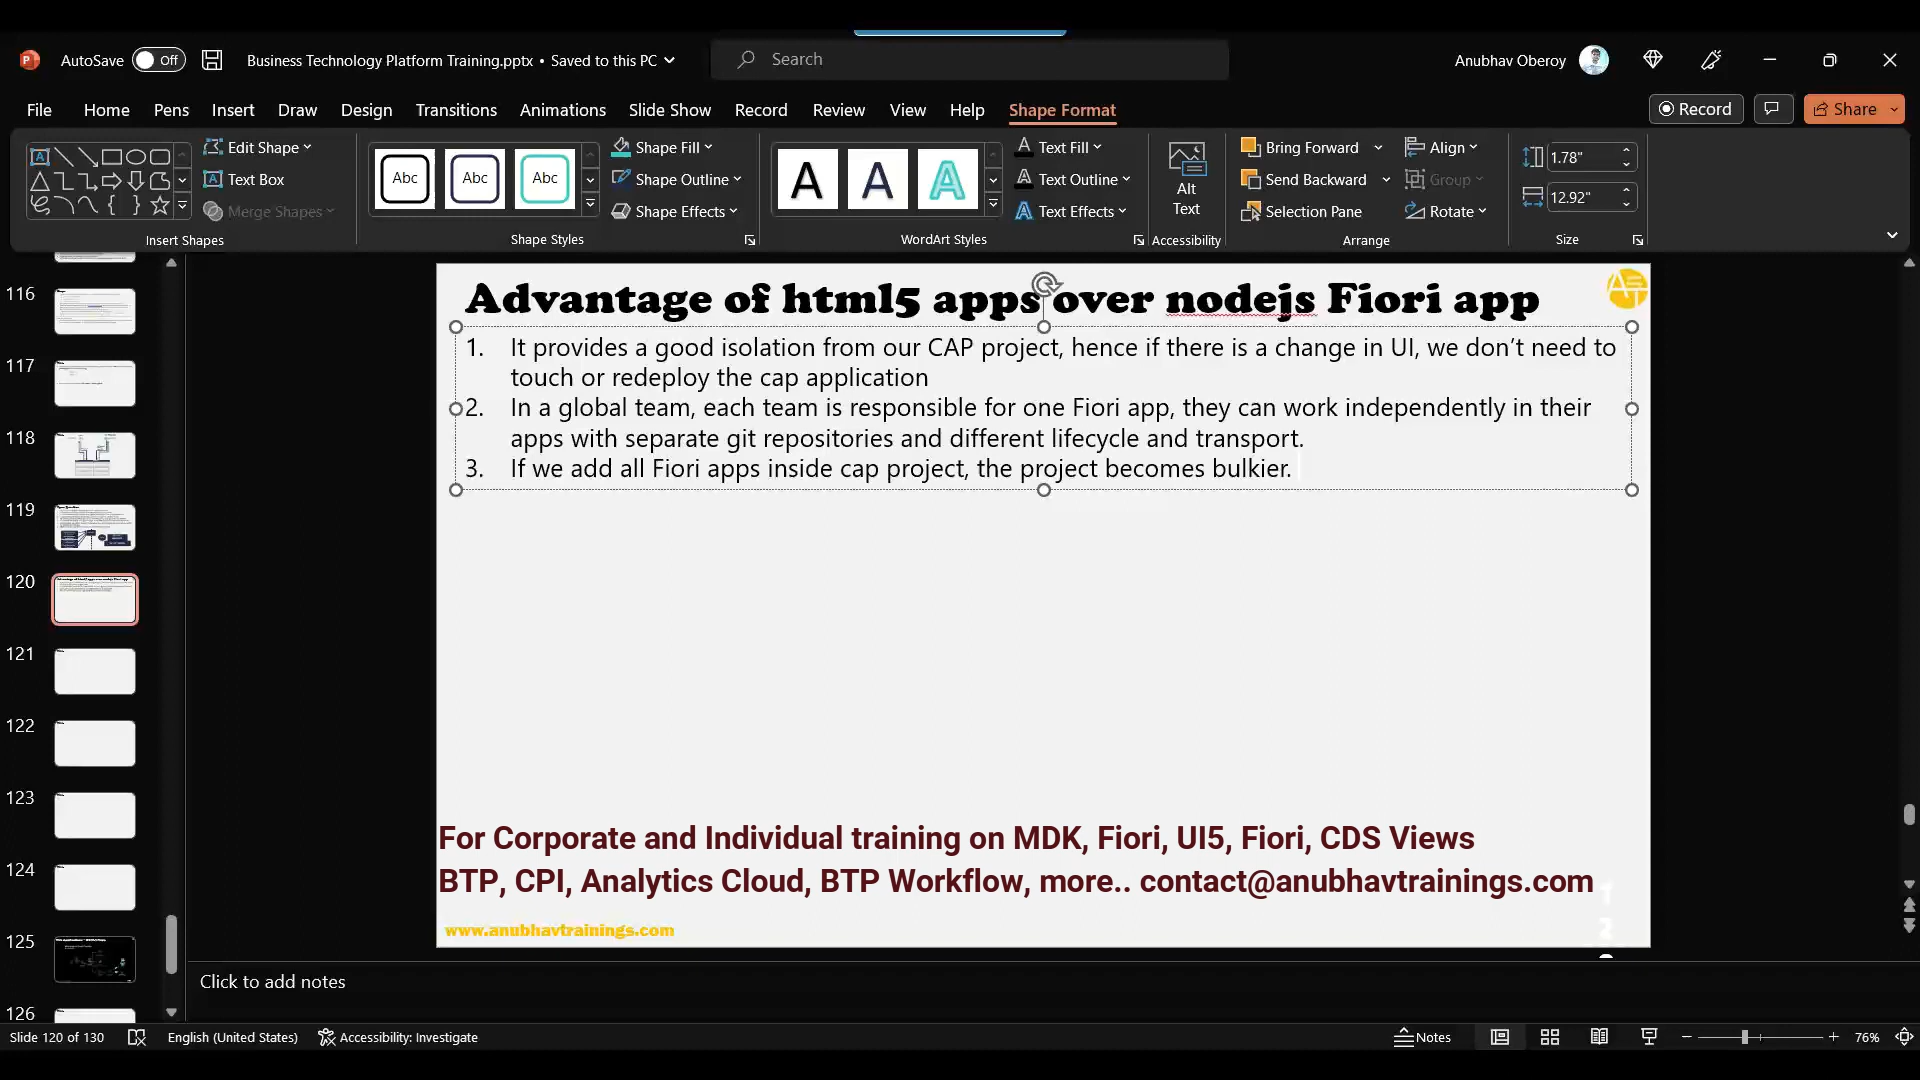 AutoSave Off Business Technology Platform Training.pptx • Saved to this PC Search Anubhav Oberoy
File Home Pens Insert Draw Design Transitions Animations Slide Show Record Review View Help Shape Format Record Share
Edit Shape
Text Box
Merge Shapes
Insert Shapes
Abc Abc Abc
Shape Fill
Shape Outline
Shape Effects
Shape Styles
A A A
Text Fill
Text Outline
Text Effects
WordArt Styles
Alt
Text
Accessibility
Bring Forward
Send Backward
Selection Pane
Align
Group
Rotate
Arrange
1.78"
12.92"
Size
116
117
118
119
120
121
122
123
124
125
126
Advantage of html5 apps over nodejs Fiori app
1. It provides a good isolation from our CAP project, hence if there is a change in UI, we don’t need to
touch or redeploy the cap application
2. In a global team, each team is responsible for one Fiori app, they can work independently in their
apps with separate git repositories and different lifecycle and transport.
3. If we add all Fiori apps inside cap project, the project becomes bulkier.
For Corporate and Individual training on MDK, Fiori, UI5, Fiori, CDS Views
BTP, CPI, Analytics Cloud, BTP Workflow, more.. contact@anubhavtrainings.com
www.anubhavtrainings.com
1
2
Click to add notes
Slide 120 of 130 English (United States) Accessibility: Investigate Notes 76%